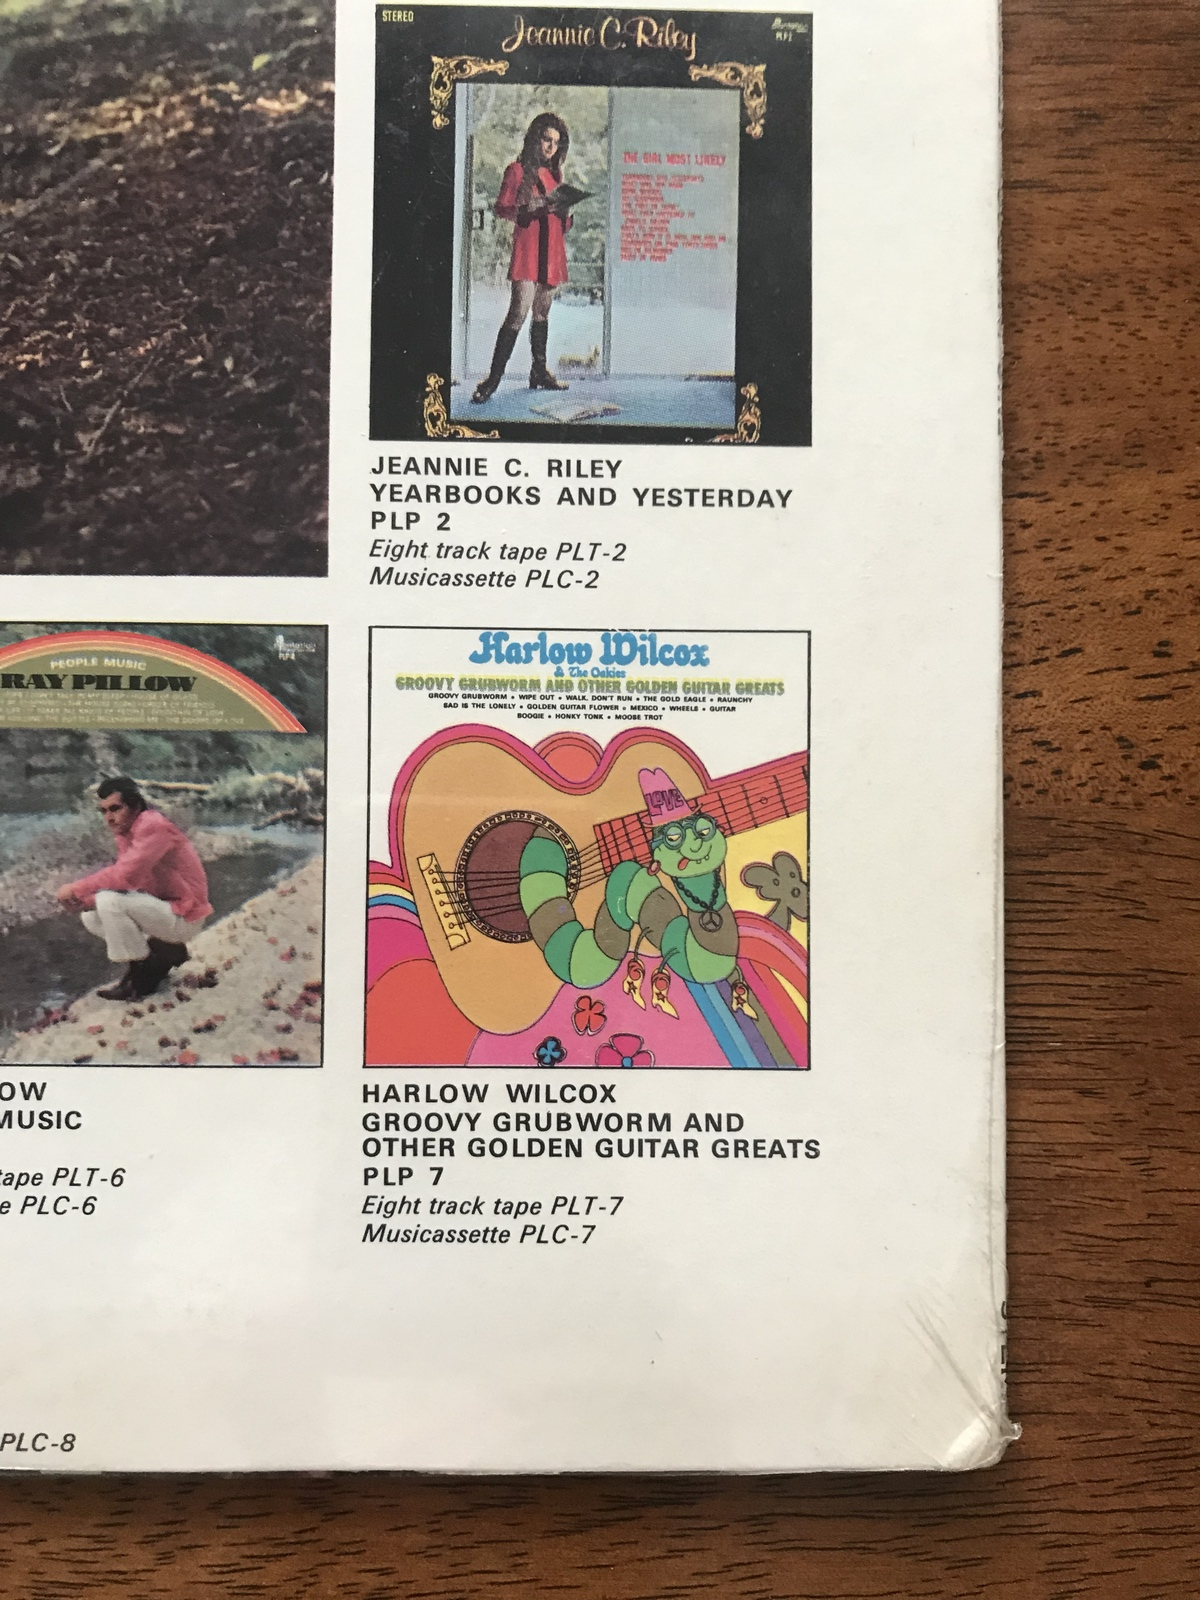 STEREO
Jeannie C. Riley
PLP 2
THE GIRL MOST LIKELY
JEANNIE C. RILEY
YEARBOOKS AND YESTERDAY
PLP 2
Eight track tape PLT-2
Musicassette PLC-2
PEOPLE MUSIC
RAY PILLOW
OW
MUSIC
tape PLT-6
e PLC-6
Harlow Wilcox
& The Oakies
GROOVY GRUBWORM AND OTHER GOLDEN GUITAR GREATS
GROOVY GRUBWORM • WIPE OUT • WALK, DON'T RUN • THE GOLD EAGLE • RAUNCHY
SAD IS THE LONELY • GOLDEN GUITAR FLOWER • MEXICO • WHEELS • GUITAR
BOOGIE • HONKY TONK • MOOSE TROT
LOVE
HARLOW WILCOX
GROOVY GRUBWORM AND
OTHER GOLDEN GUITAR GREATS
PLP 7
Eight track tape PLT-7
Musicassette PLC-7
PLC-8